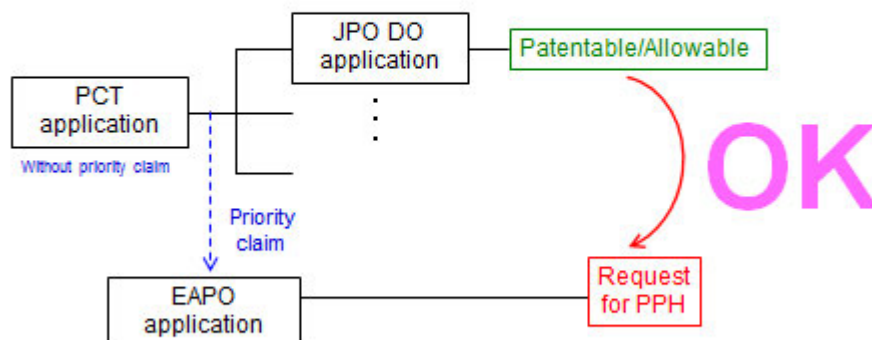 JPO DO
application
Patentable/Allowable
PCT
application
Without priority claim
OK
Priority
claim
EAPO
application
Request
for PPH